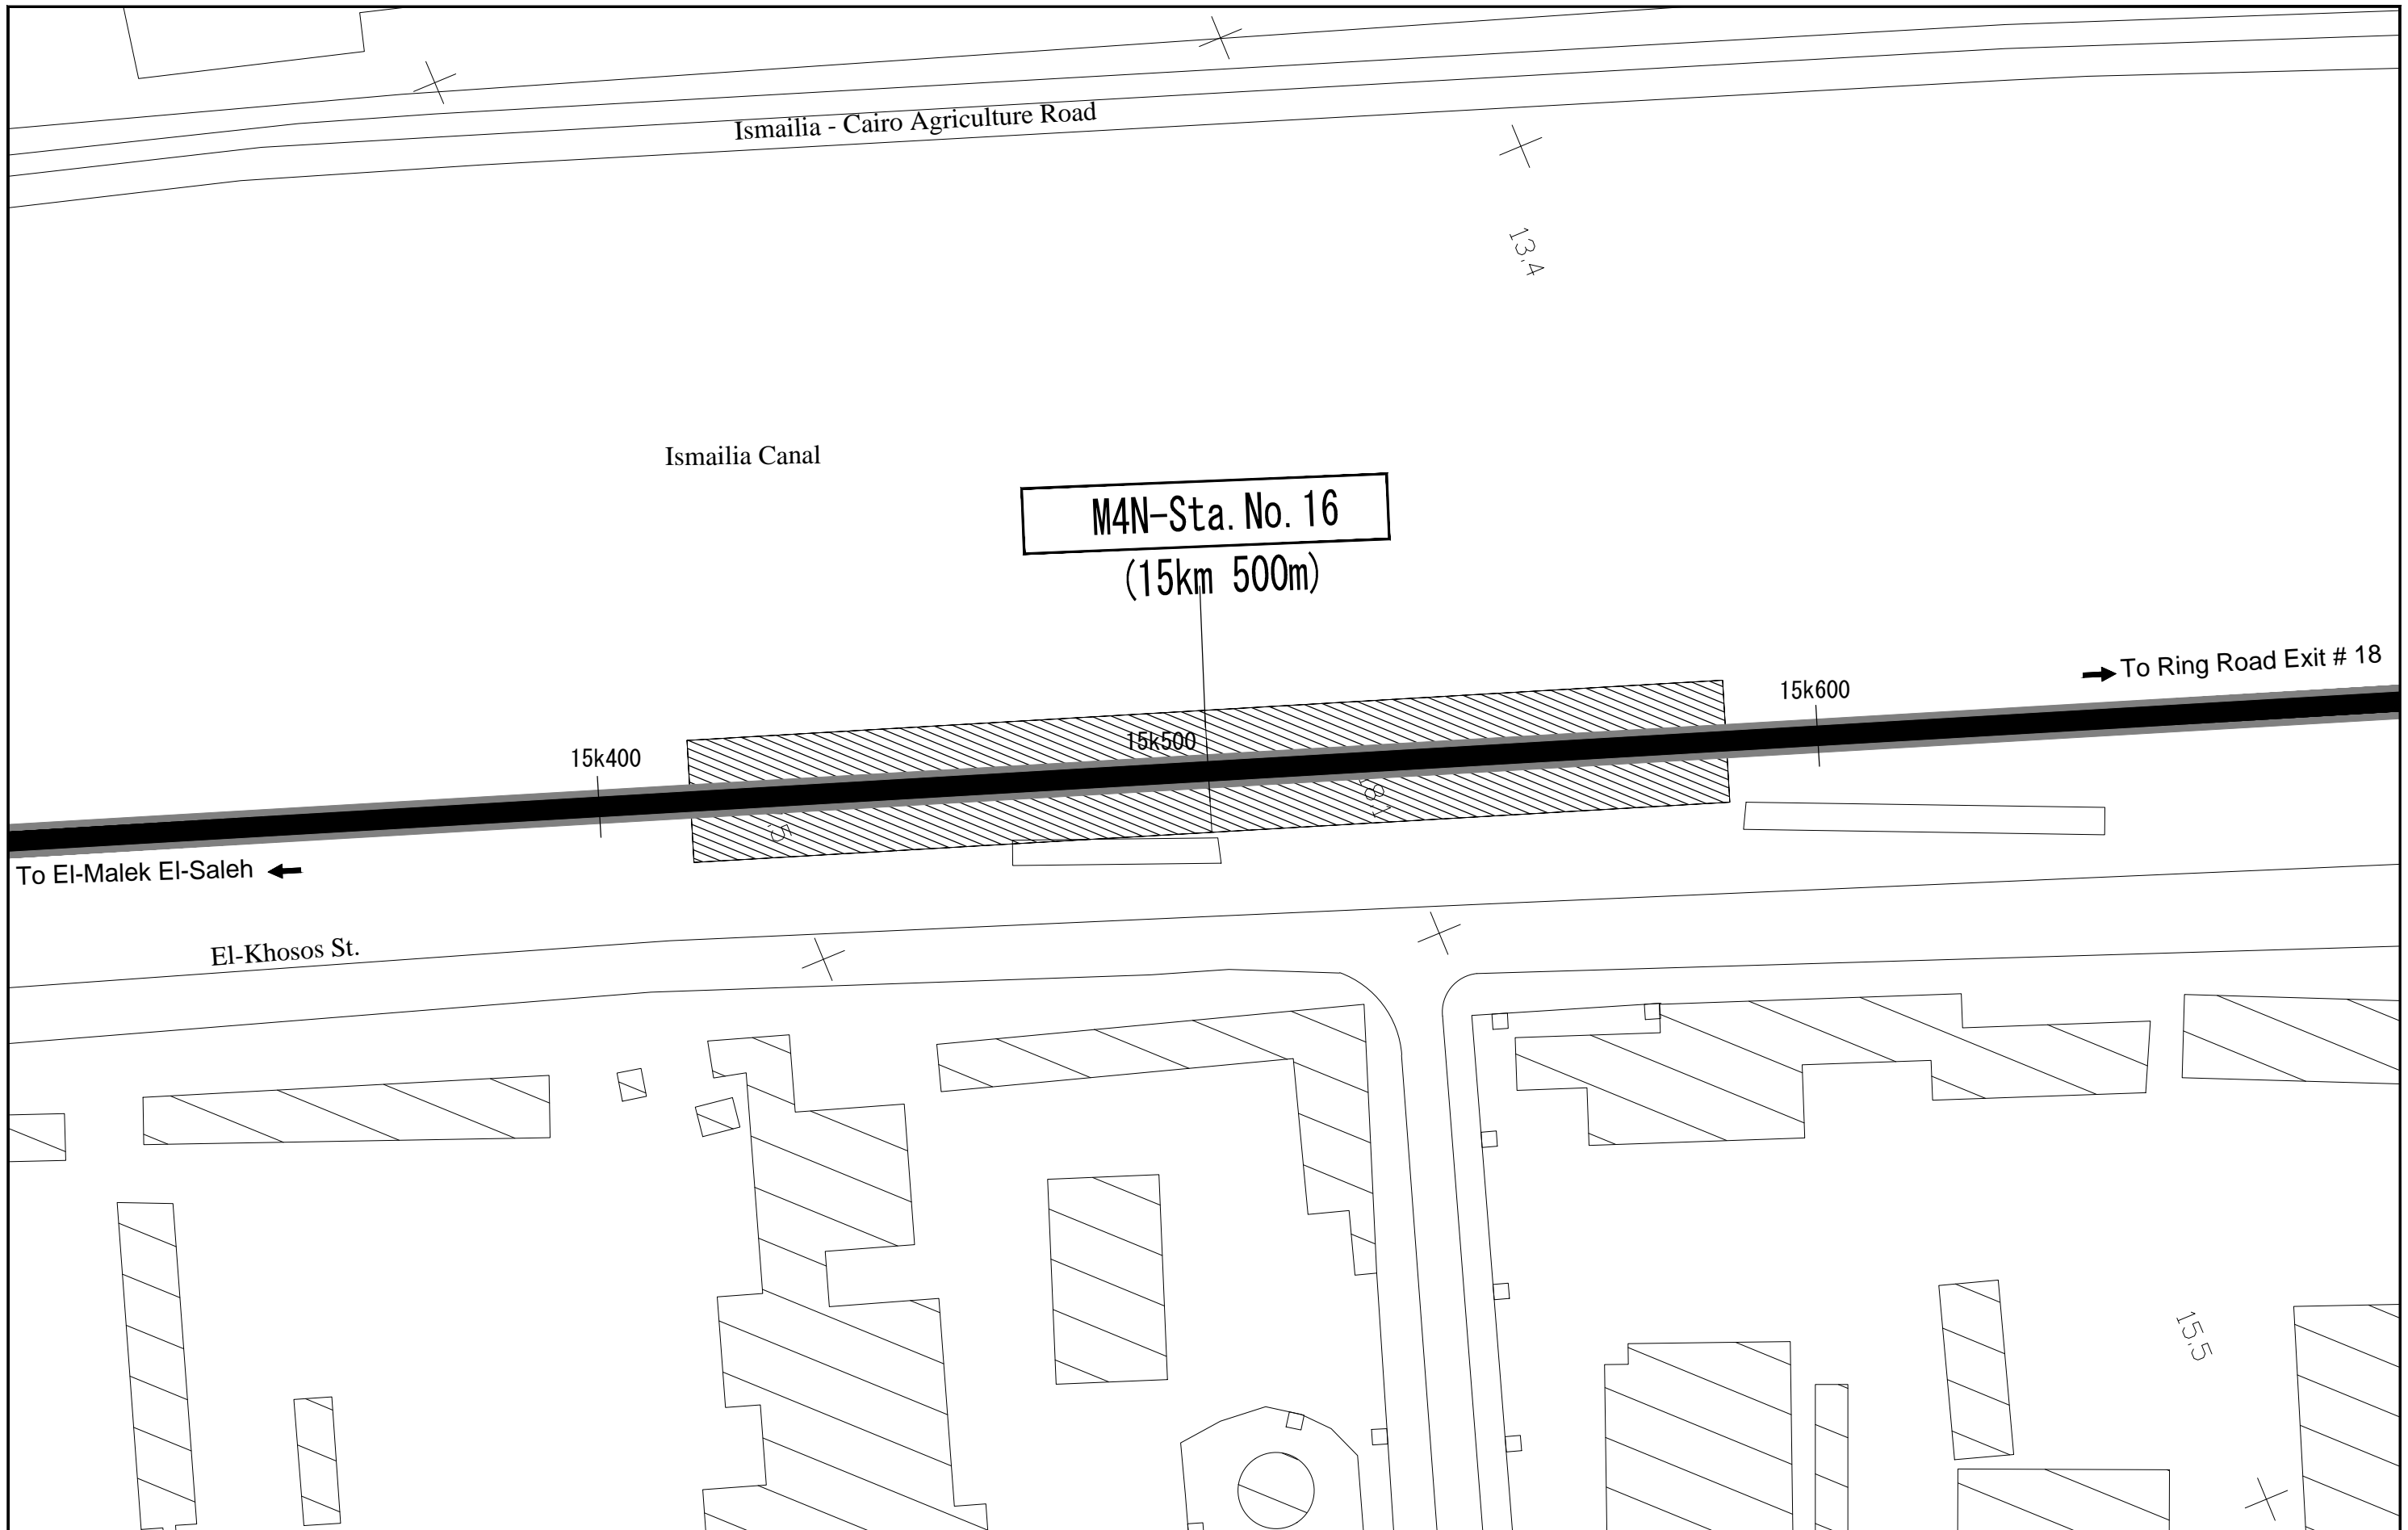 Ismailia - Cairo Agriculture Road
13,4
Ismailia Canal
M4N-Sta. No. 16
(15km 500m)
To Ring Road Exit # 18
15k600
15k500
15k400
To El-Malek El-Saleh
El-Khosos St.
15,5